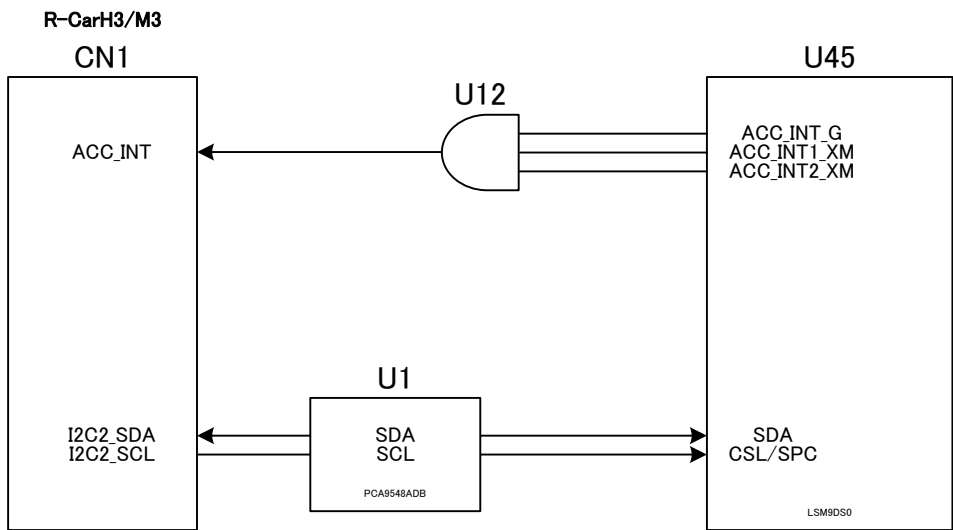 R-CarH3/M3
CN1
U45
U12
ACC_INT
ACC_INT_G
ACC_INT1_XM
ACC_INT2_XM
U1
I2C2_SDA
I2C2_SCL
SDA
SCL
PCA9548ADB
SDA
CSL/SPC
LSM9DS0